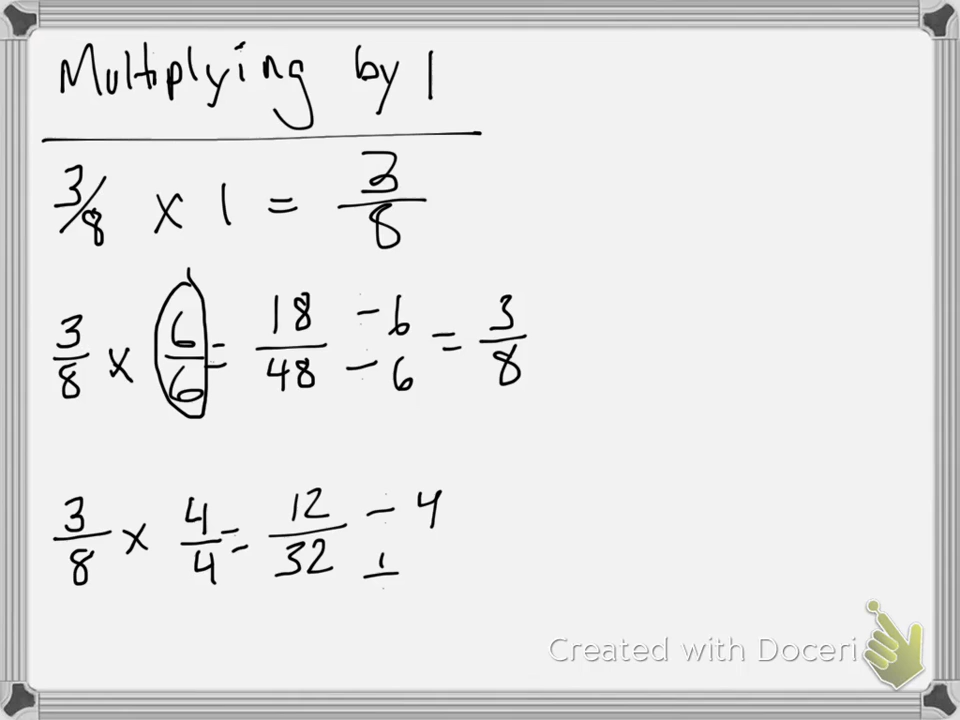 Multiplying by 1
3/8 x 1 = 3/8
3/8 x 6/6 = 18/48 ÷ 6 ÷ 6 = 3/8
1
3/8 x 4/4 = 12/32 ÷ 4 ÷
Created with Doceri